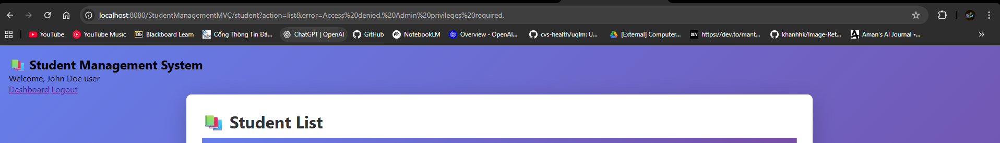 localhost:8080/StudentManagementMVC/student?action=list&error=Access%20denied.%20Admin%20privileges%20required.
YouTube
YouTube Music
Bb Blackboard Learn
Cổng Thông Tin Đà...
ChatGPT | OpenAI
GitHub
NotebookLM
Overview - OpenAI...
cvs-health/uqlm: U...
[External] Computer...
DEV https://dev.to/mant...
khanhhk/Image-Ret...
Aman's AI Journal •...
Student Management System
Welcome, John Doe user
Dashboard Logout
Student List